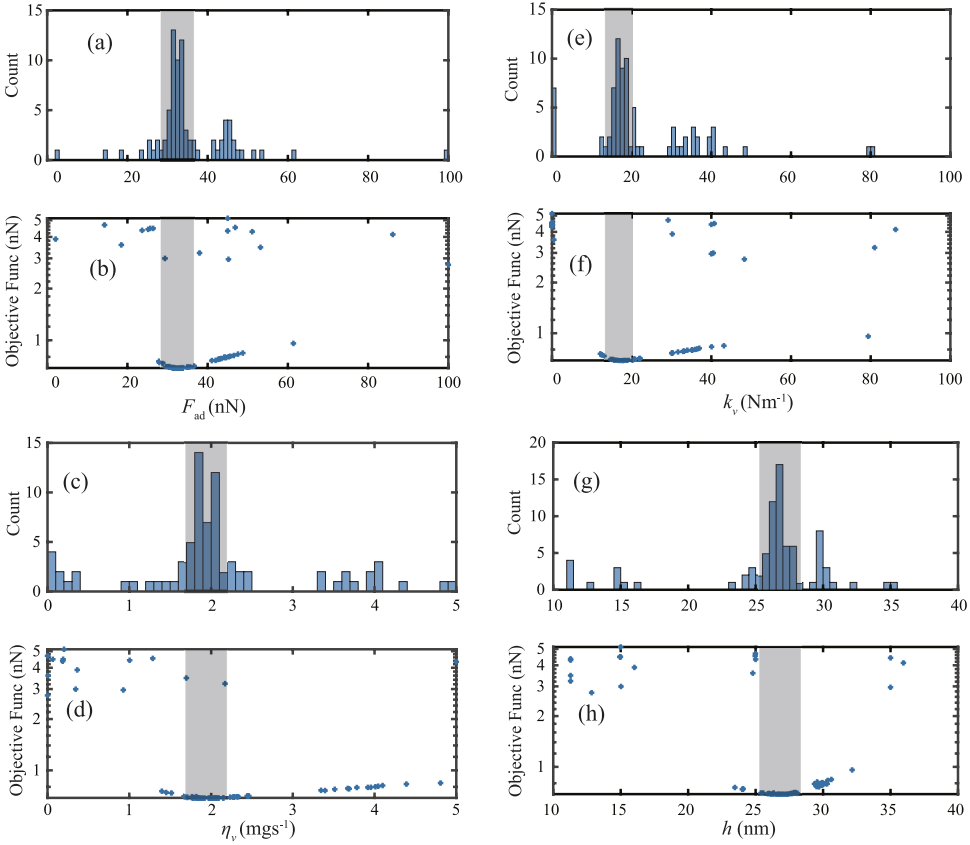 15
10
5
0
Count
(a)
0 20 40 60 80 100
5
4
3
2
1
Objective Func (nN)
(b)
0 20 40 60 80 100
F_ad (nN)
15
10
5
0
Count
(e)
0 20 40 60 80 100
5
4
3
2
1
Objective Func (nN)
(f)
0 20 40 60 80 100
k_v (Nm⁻¹)
15
10
5
0
Count
(c)
0 1 2 3 4 5
5
4
3
2
1
Objective Func (nN)
(d)
0 1 2 3 4 5
η_v (mgs⁻¹)
20
15
10
5
0
Count
(g)
10 15 20 25 30 35 40
5
4
3
2
1
Objective Func (nN)
(h)
10 15 20 25 30 35 40
h (nm)